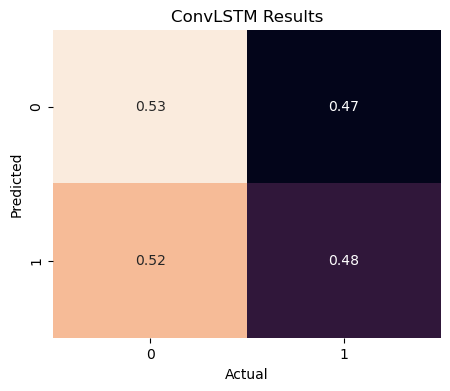 ConvLSTM Results
Predicted
0
0.53
0.47
1
0.52
0.48
0
1
Actual